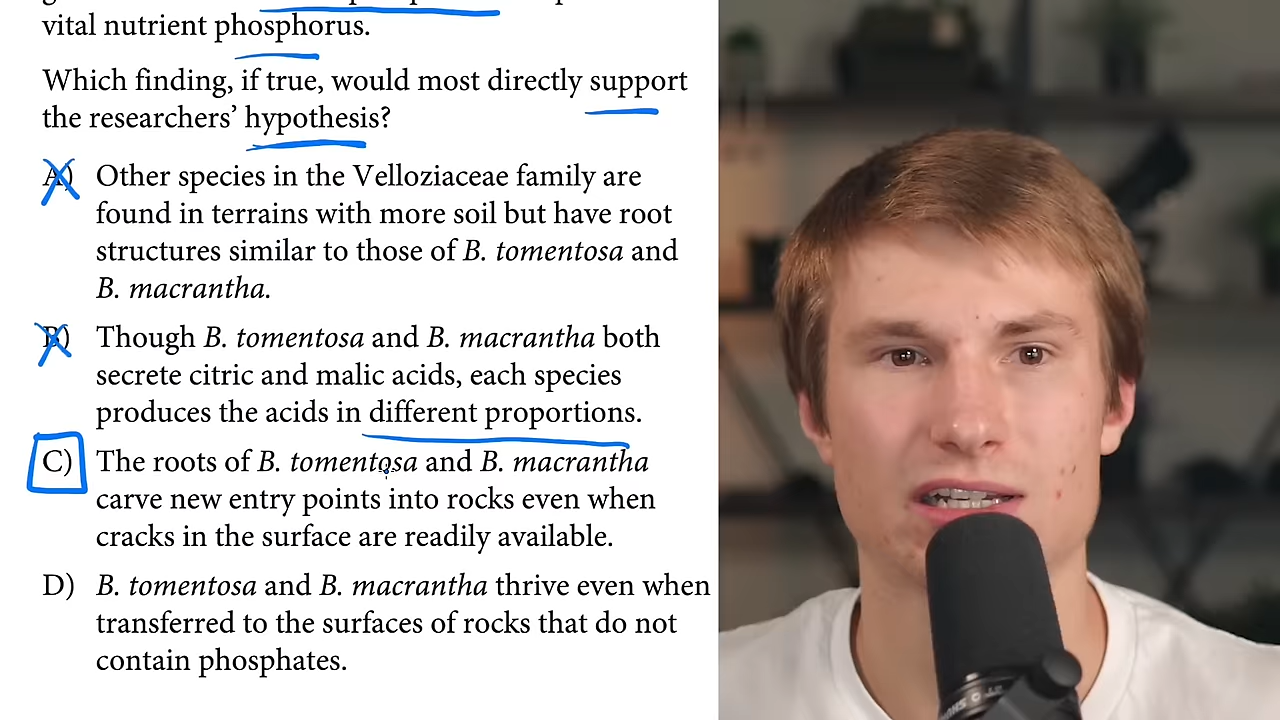 vital nutrient phosphorus.
Which finding, if true, would most directly support
the researchers’ hypothesis?
A) Other species in the Velloziaceae family are
found in terrains with more soil but have root
structures similar to those of B. tomentosa and
B. macrantha.
B) Though B. tomentosa and B. macrantha both
secrete citric and malic acids, each species
produces the acids in different proportions.
C) The roots of B. tomentosa and B. macrantha
carve new entry points into rocks even when
cracks in the surface are readily available.
D) B. tomentosa and B. macrantha thrive even when
transferred to the surfaces of rocks that do not
contain phosphates.